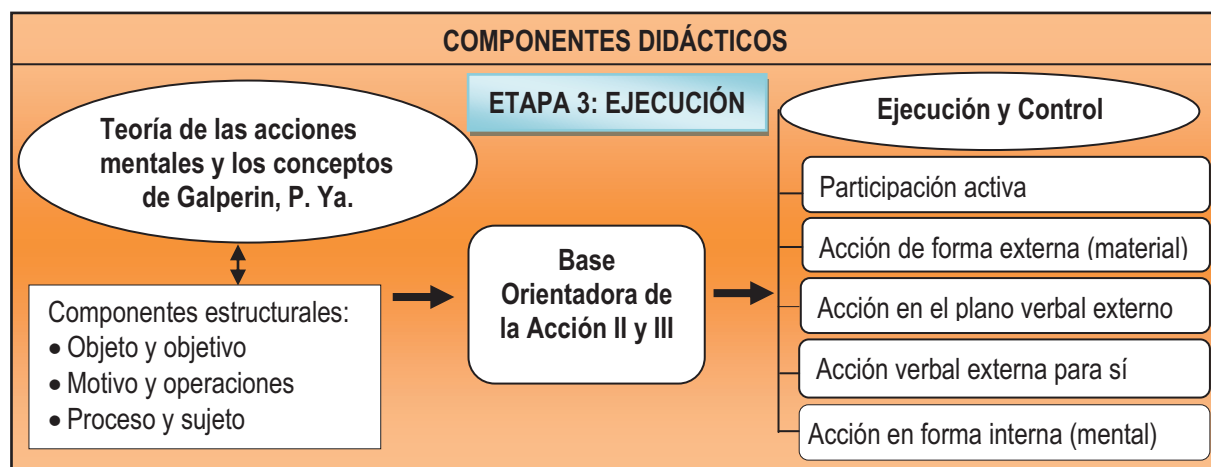 COMPONENTES DIDÁCTICOS
ETAPA 3: EJECUCIÓN
Teoría de las acciones
mentales y los conceptos
de Galperin, P. Ya.
Componentes estructurales:
• Objeto y objetivo
• Motivo y operaciones
• Proceso y sujeto
Base
Orientadora de
la Acción II y III
Ejecución y Control
Participación activa
Acción de forma externa (material)
Acción en el plano verbal externo
Acción verbal externa para sí
Acción en forma interna (mental)